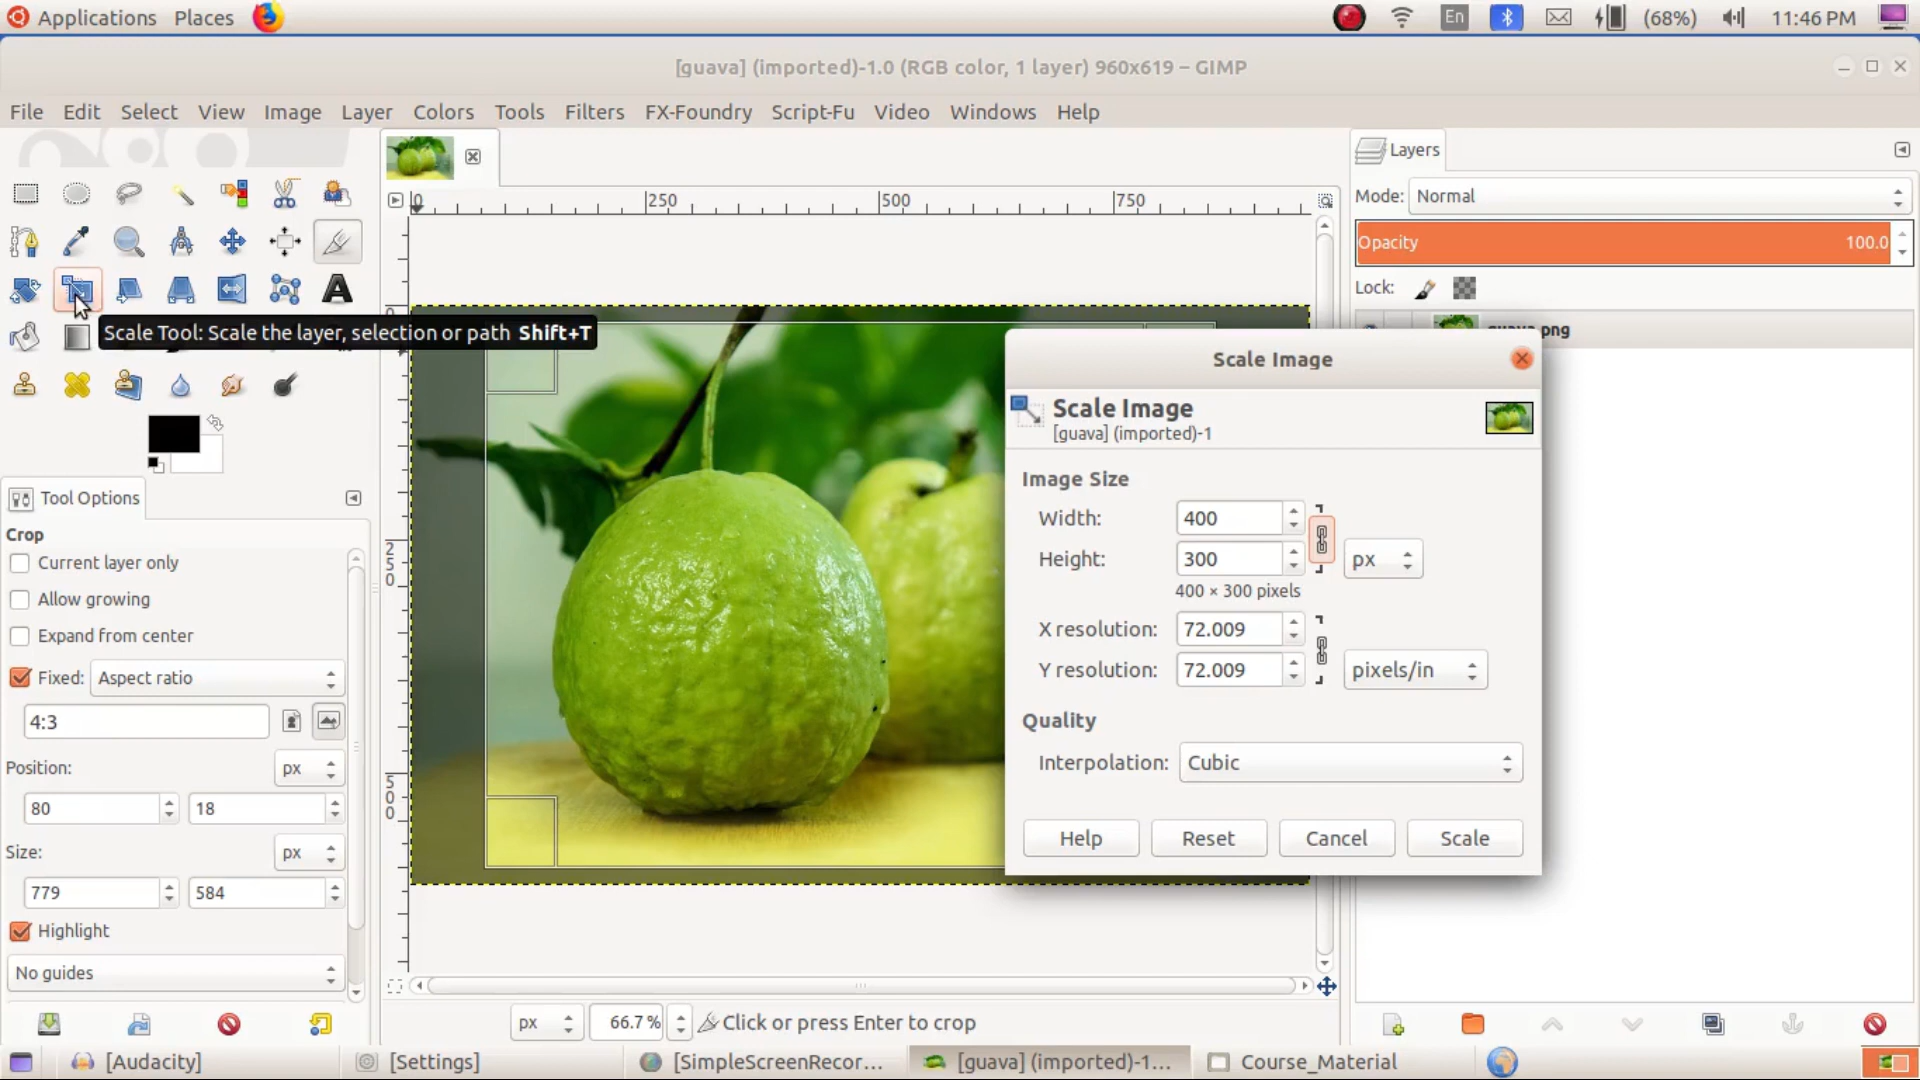 Applications Places En (68%) 11:46 PM
[guava] (imported)-1.0 (RGB color, 1 layer) 960x619 – GIMP
File Edit Select View Image Layer Colors Tools Filters FX-Foundry Script-Fu Video Windows Help
Layers
Mode: Normal
Opacity 100.0
Lock:
png
0 250 500 750
0
250
500
Scale Tool: Scale the layer, selection or path Shift+T
Tool Options
Crop
Current layer only
Allow growing
Expand from center
Fixed: Aspect ratio
4:3
Position: px
80 18
Size: px
779 584
Highlight
No guides
Scale Image
Scale Image
[guava] (imported)-1
Image Size
Width: 400
Height: 300 px
400 × 300 pixels
X resolution: 72.009
Y resolution: 72.009 pixels/in
Quality
Interpolation: Cubic
Help Reset Cancel Scale
px 66.7 % Click or press Enter to crop
[Audacity] [Settings] [SimpleScreenRecor... [guava] (imported)-1... Course_Material